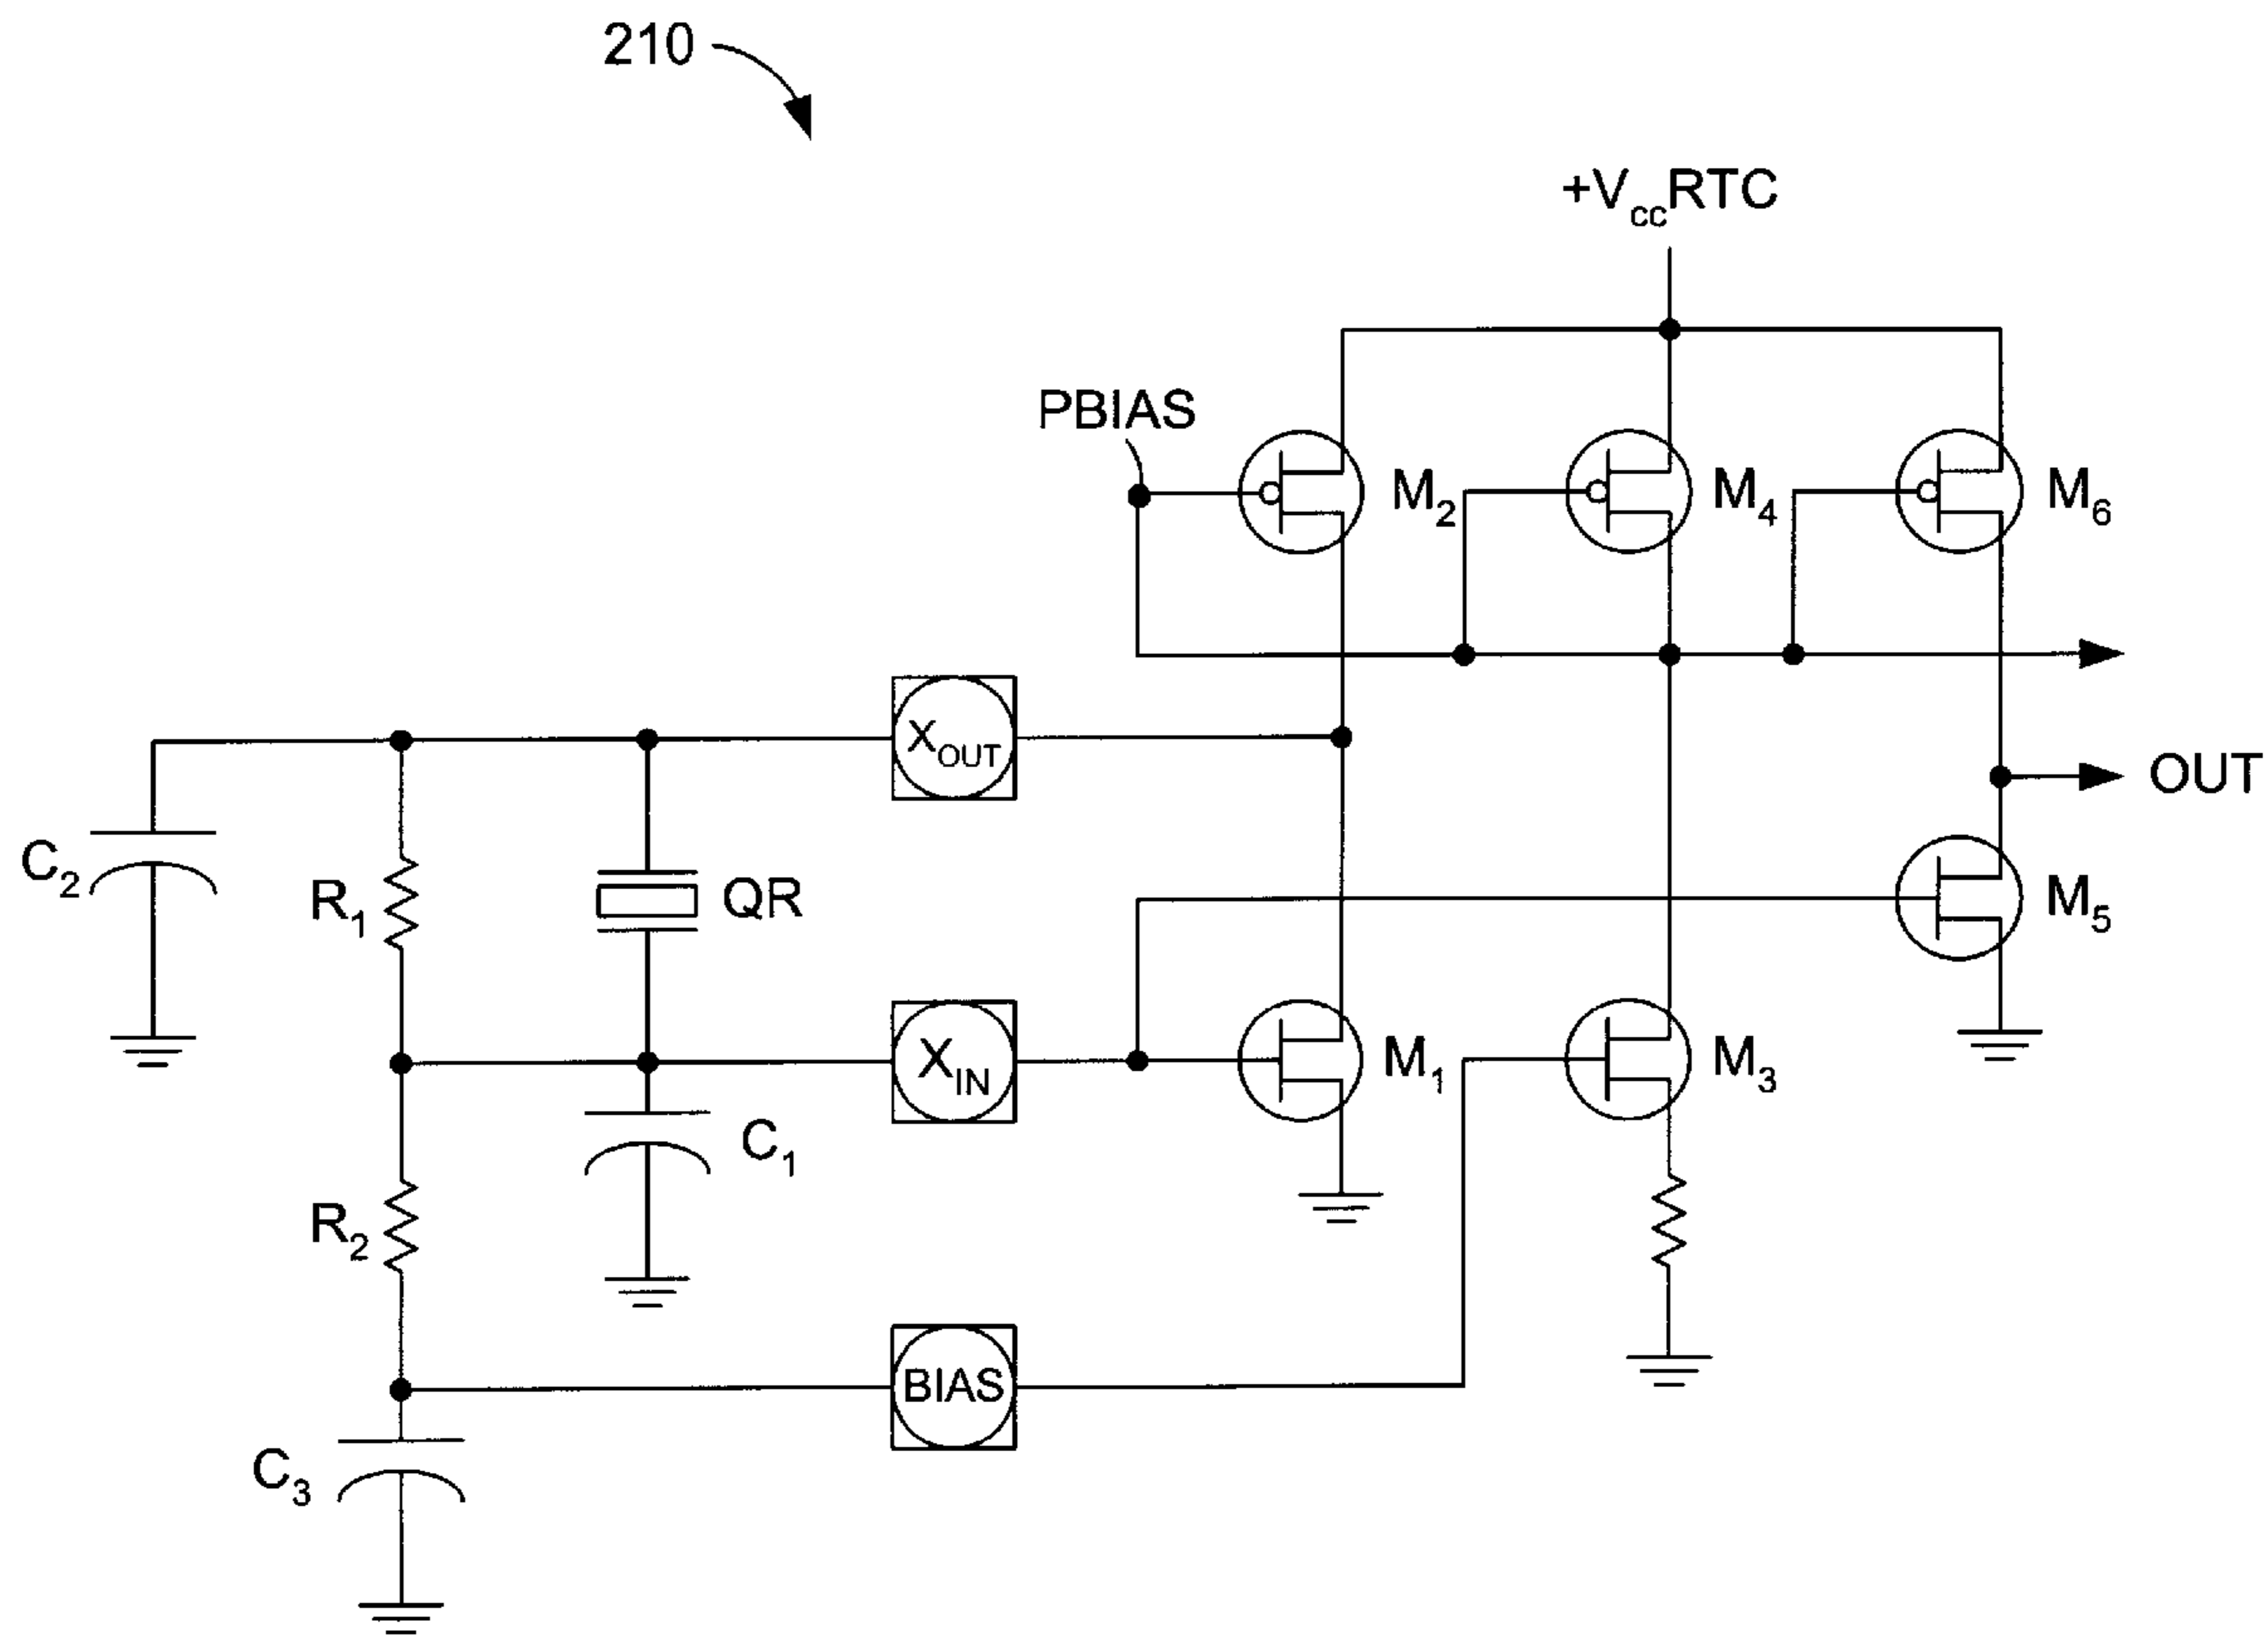 210
+VccRTC
PBIAS
M2
M4
M6
XOUT
OUT
C2
R1
QR
M5
XIN
M1
M3
C1
R2
BIAS
C3